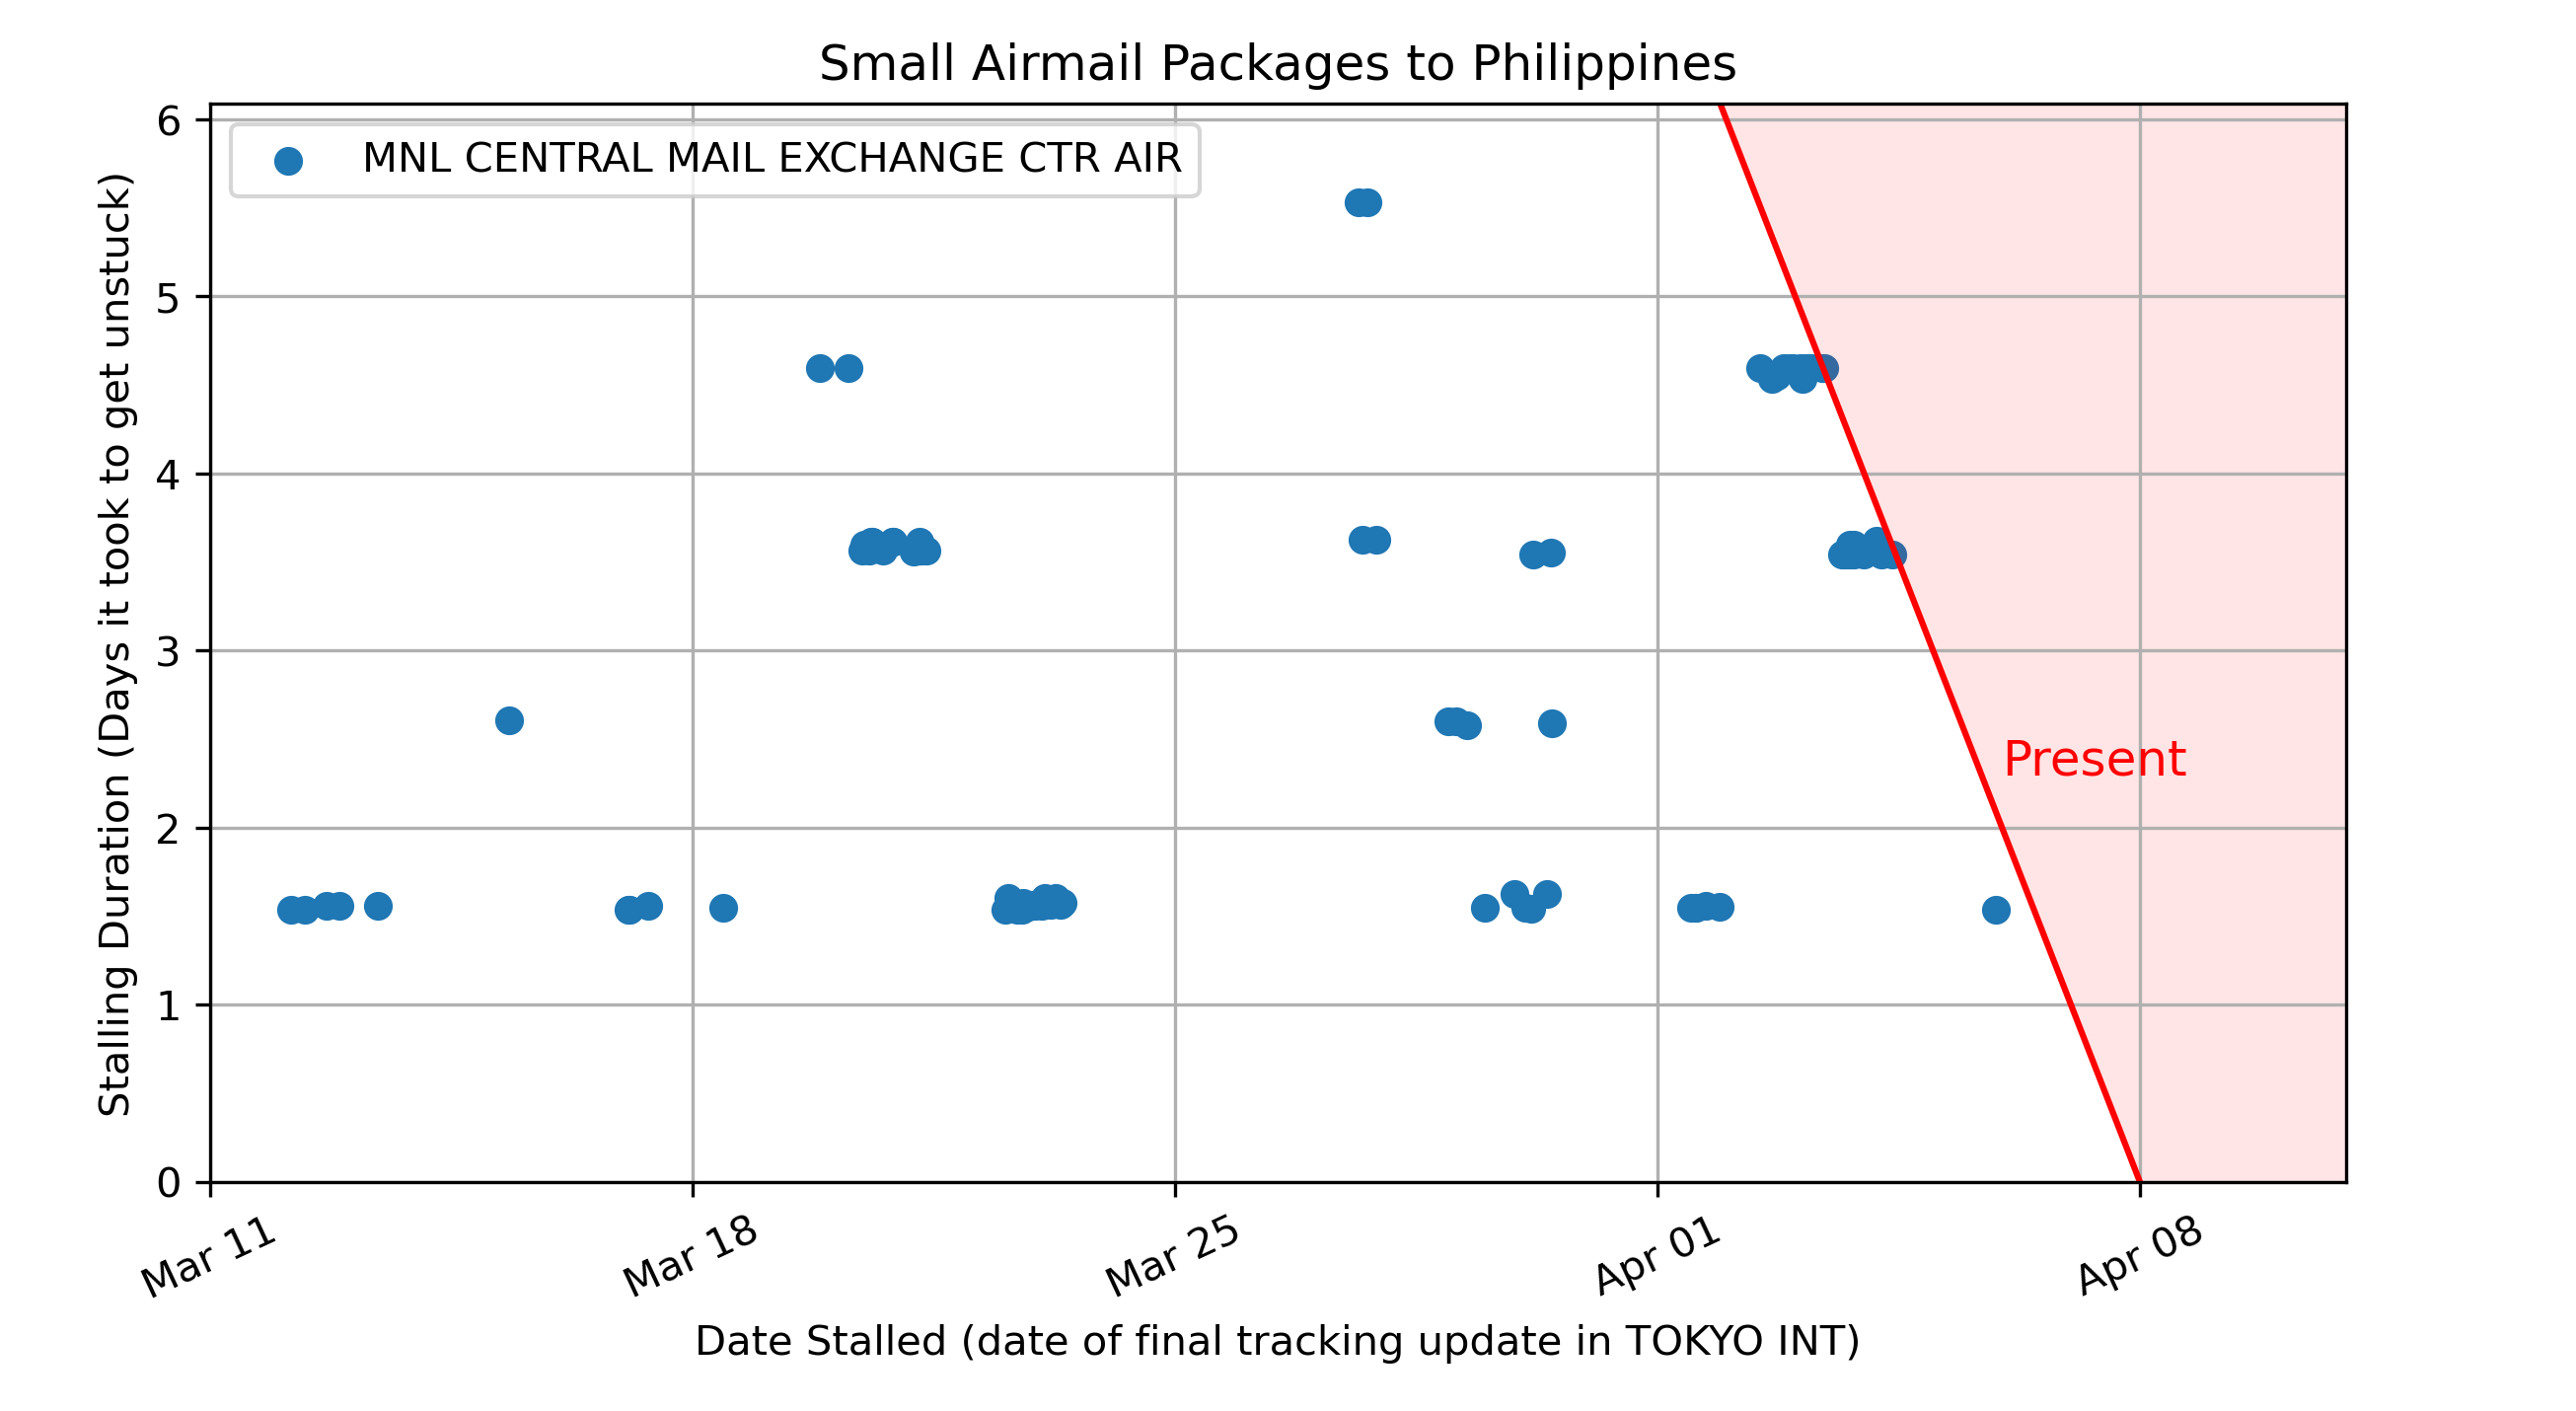 Small Airmail Packages to Philippines
MNL CENTRAL MAIL EXCHANGE CTR AIR
Stalling Duration (Days it took to get unstuck)
6
5
4
3
2
1
0
Present
Mar 11
Mar 18
Mar 25
Apr 01
Apr 08
Date Stalled (date of final tracking update in TOKYO INT)